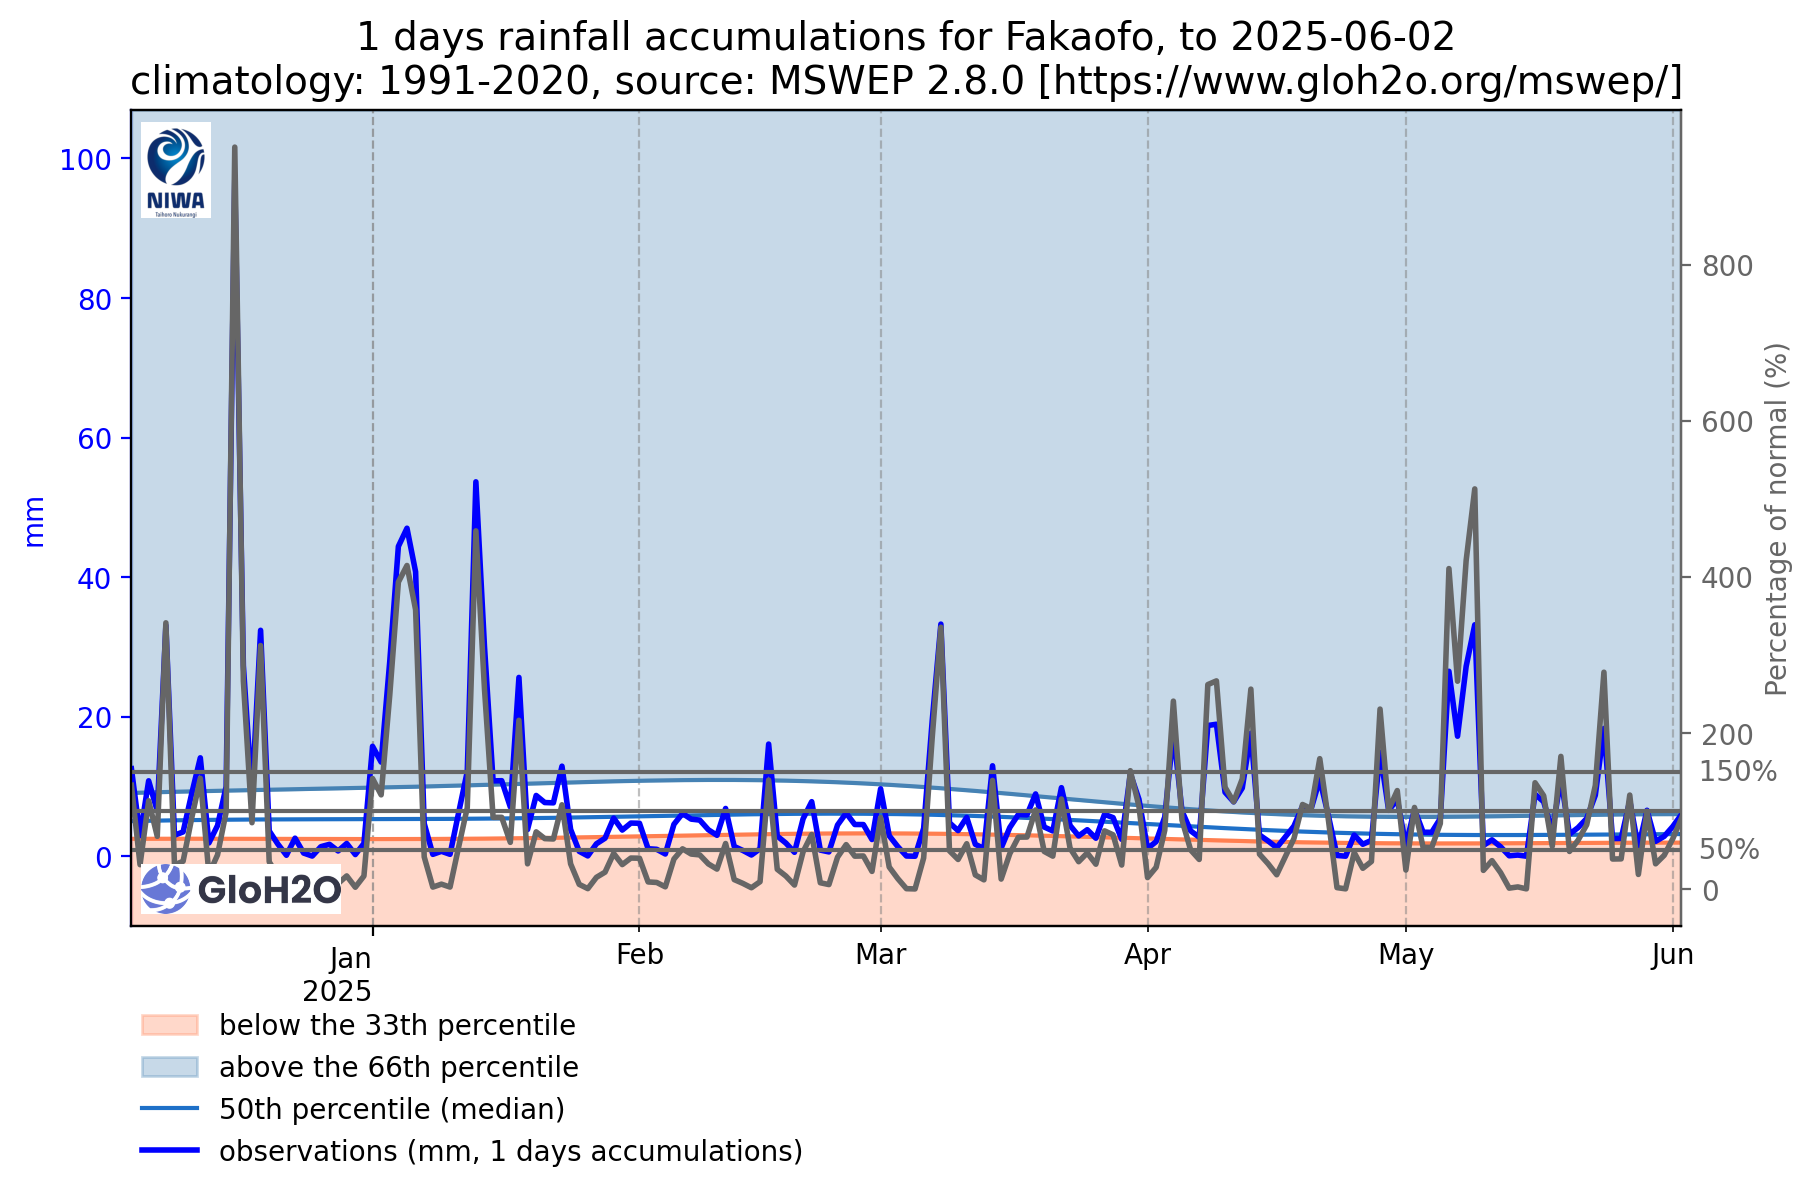 1 days rainfall accumulations for Fakaofo, to 2025-06-02
climatology: 1991-2020, source: MSWEP 2.8.0 [https://www.gloh2o.org/mswep/]
NIWA
Taihoro Nukurangi
100
80
60
40
20
0
mm
800
600
400
200
150%
50%
0
Percentage of normal (%)
GloH2O
Jan
2025
Feb
Mar
Apr
May
Jun
below the 33th percentile
above the 66th percentile
50th percentile (median)
observations (mm, 1 days accumulations)